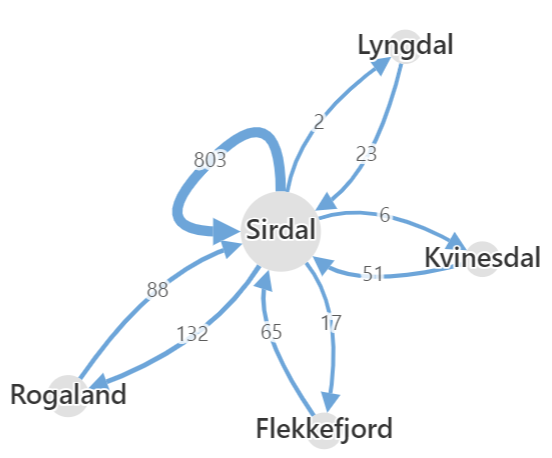 Lyngdal
2
23
803
6
Sirdal
Kvinesdal
51
88
17
132
65
Rogaland
Flekkefjord